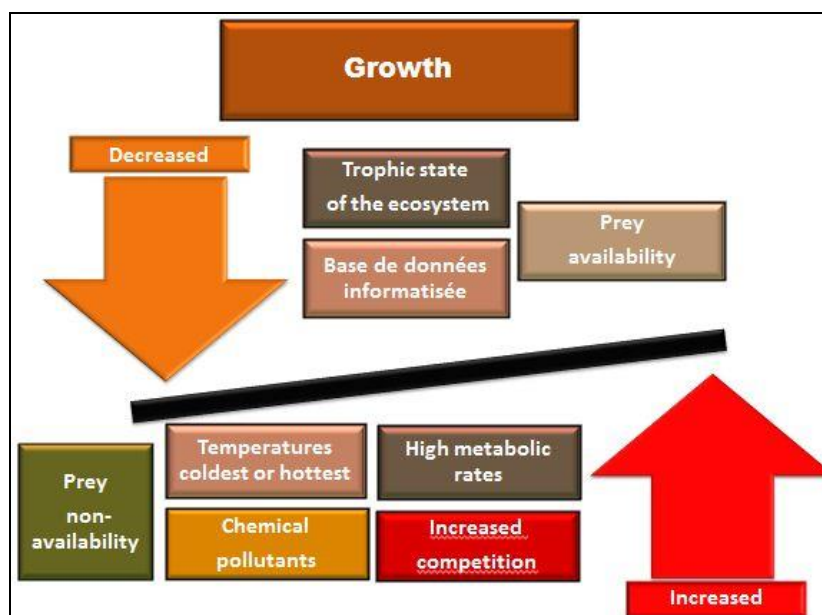 Growth
Decreased
Trophic state
of the ecosystem
Prey
availability
Base de données
informatisée
Temperatures
coldest or hottest
High metabolic
rates
Prey
non-
availability
Chemical
pollutants
Increased
competition
Increased